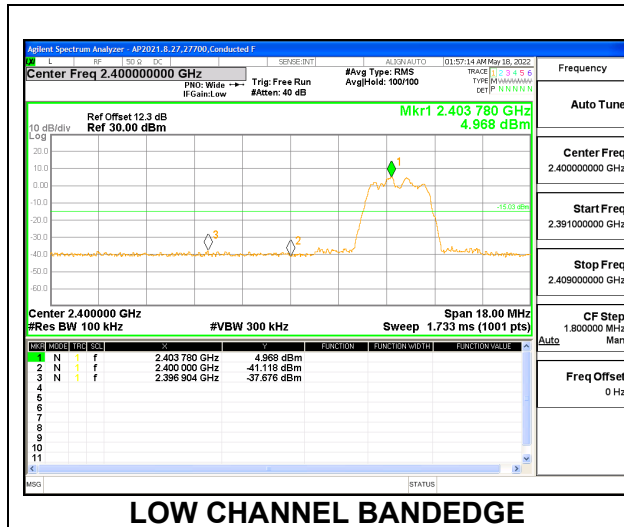 Agilent Spectrum Analyzer - AP2021.8.27,27700,Conducted F
L RF 50 Ω DC SENSE:INT ALIGN AUTO 01:57:14 AM May 18, 2022
Center Freq 2.400000000 GHz
PNO: Wide
IFGain:Low
Trig: Free Run
#Atten: 40 dB
#Avg Type: RMS
Avg|Hold: 100/100
TRACE 1 2 3 4 5 6
TYPE M
DET P N N N N N
Ref Offset 12.3 dB
Ref 30.00 dBm
10 dB/div
Log
Mkr1 2.403 780 GHz
4.968 dBm
20.0
10.0
0.00
-10.0
-20.0
-30.0
-40.0
-50.0
-60.0
1
2
3
-15.03 dBm
Center 2.400000 GHz Span 18.00 MHz
#Res BW 100 kHz #VBW 300 kHz Sweep 1.733 ms (1001 pts)
MKR MODE TRC SCL X Y FUNCTION FUNCTION WIDTH FUNCTION VALUE
1 N 1 f 2.403 780 GHz 4.968 dBm
2 N 1 f 2.400 000 GHz -41.118 dBm
3 N 1 f 2.396 904 GHz -37.676 dBm
4
5
6
7
8
9
10
11
MSG STATUS
Frequency
Auto Tune
Center Freq
2.400000000 GHz
Start Freq
2.391000000 GHz
Stop Freq
2.409000000 GHz
CF Step
1.800000 MHz
Auto Man
Freq Offset
0 Hz
LOW CHANNEL BANDEDGE